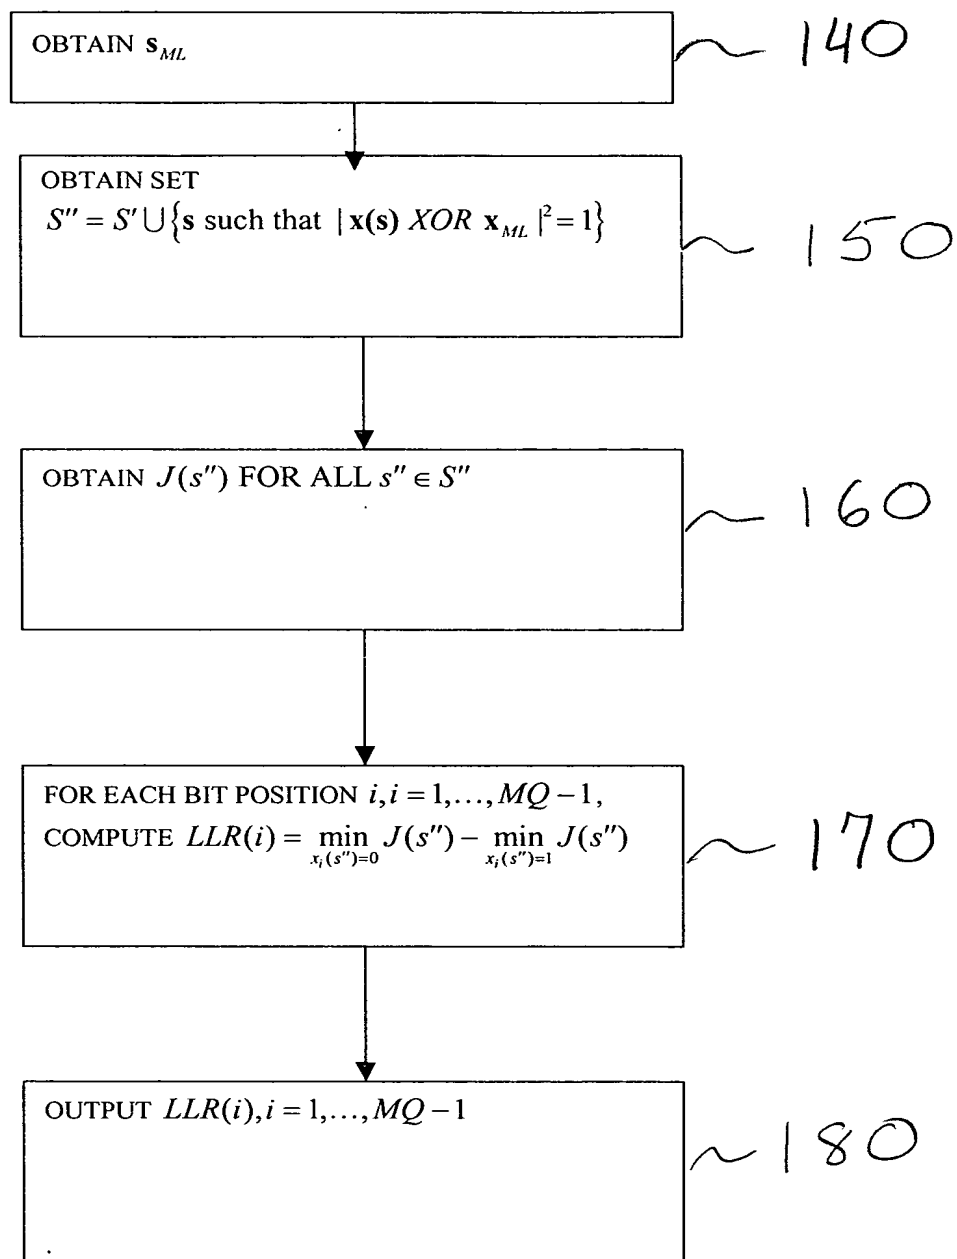 OBTAIN s_ML
140
OBTAIN SET
S'' = S' ∪ {s such that | x(s) XOR x_ML |² = 1}
150
OBTAIN J(s'') FOR ALL s'' ∈ S''
160
FOR EACH BIT POSITION i, i = 1,..., MQ − 1,
COMPUTE LLR(i) = min_{x_i(s'')=0} J(s'') − min_{x_i(s'')=1} J(s'')
170
OUTPUT LLR(i), i = 1,..., MQ − 1
180